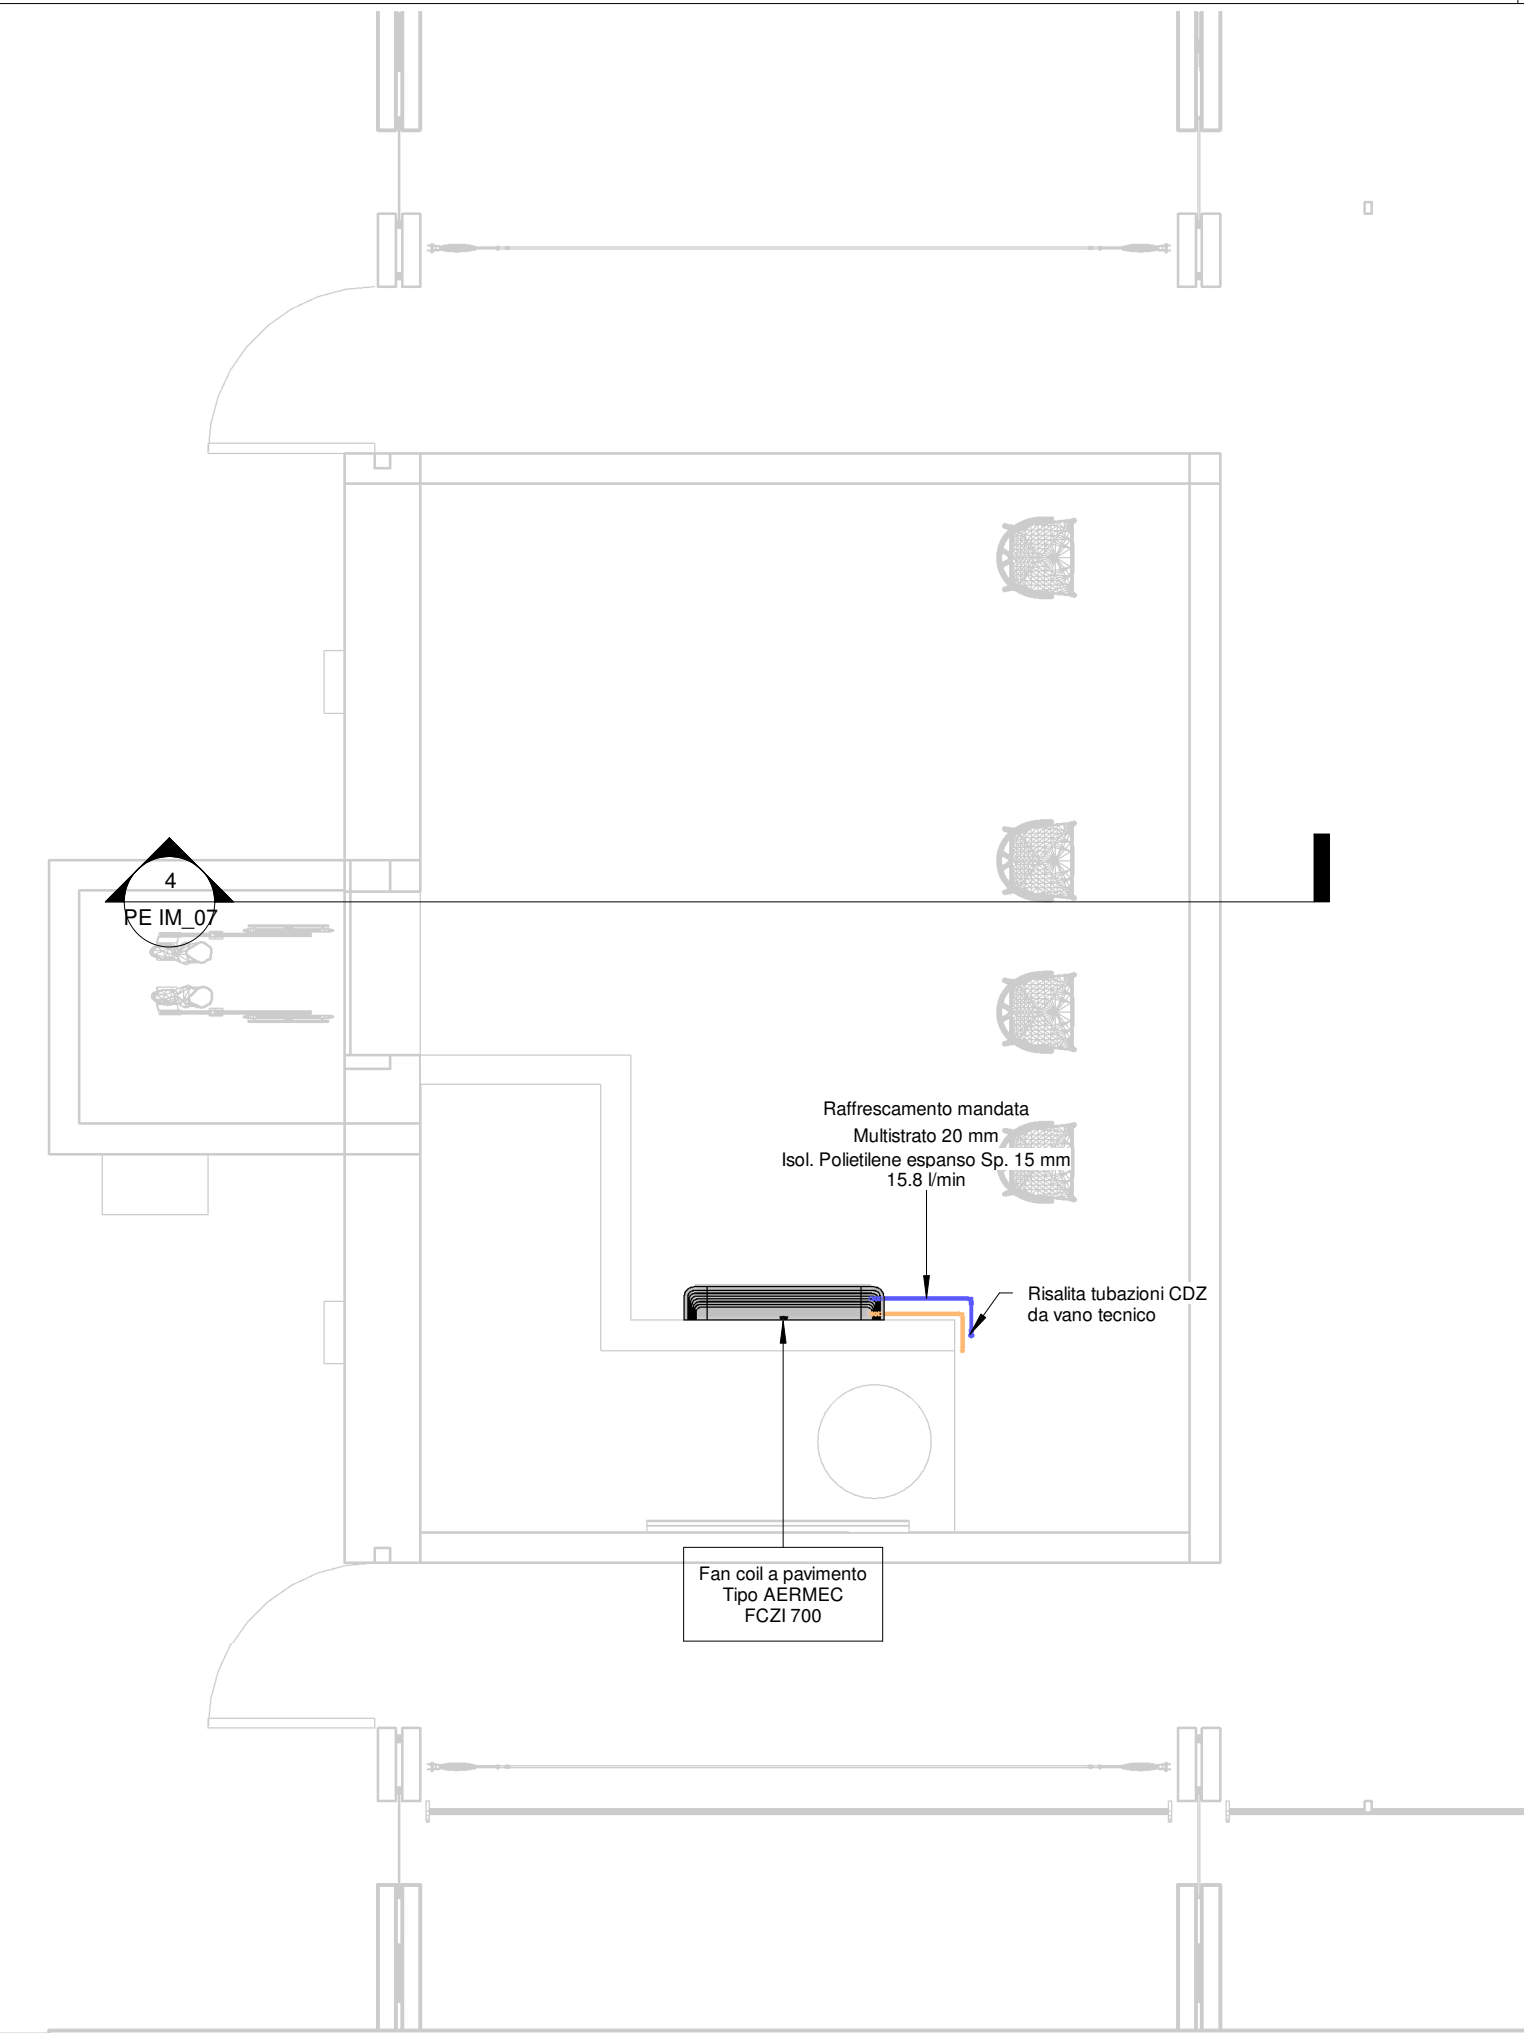 4
PE IM_07
Raffrescamento mandata
Multistrato 20 mm
Isol. Polietilene espanso Sp. 15 mm
15.8 l/min
Risalita tubazioni CDZ
da vano tecnico
Fan coil a pavimento
Tipo AERMEC
FCZI 700